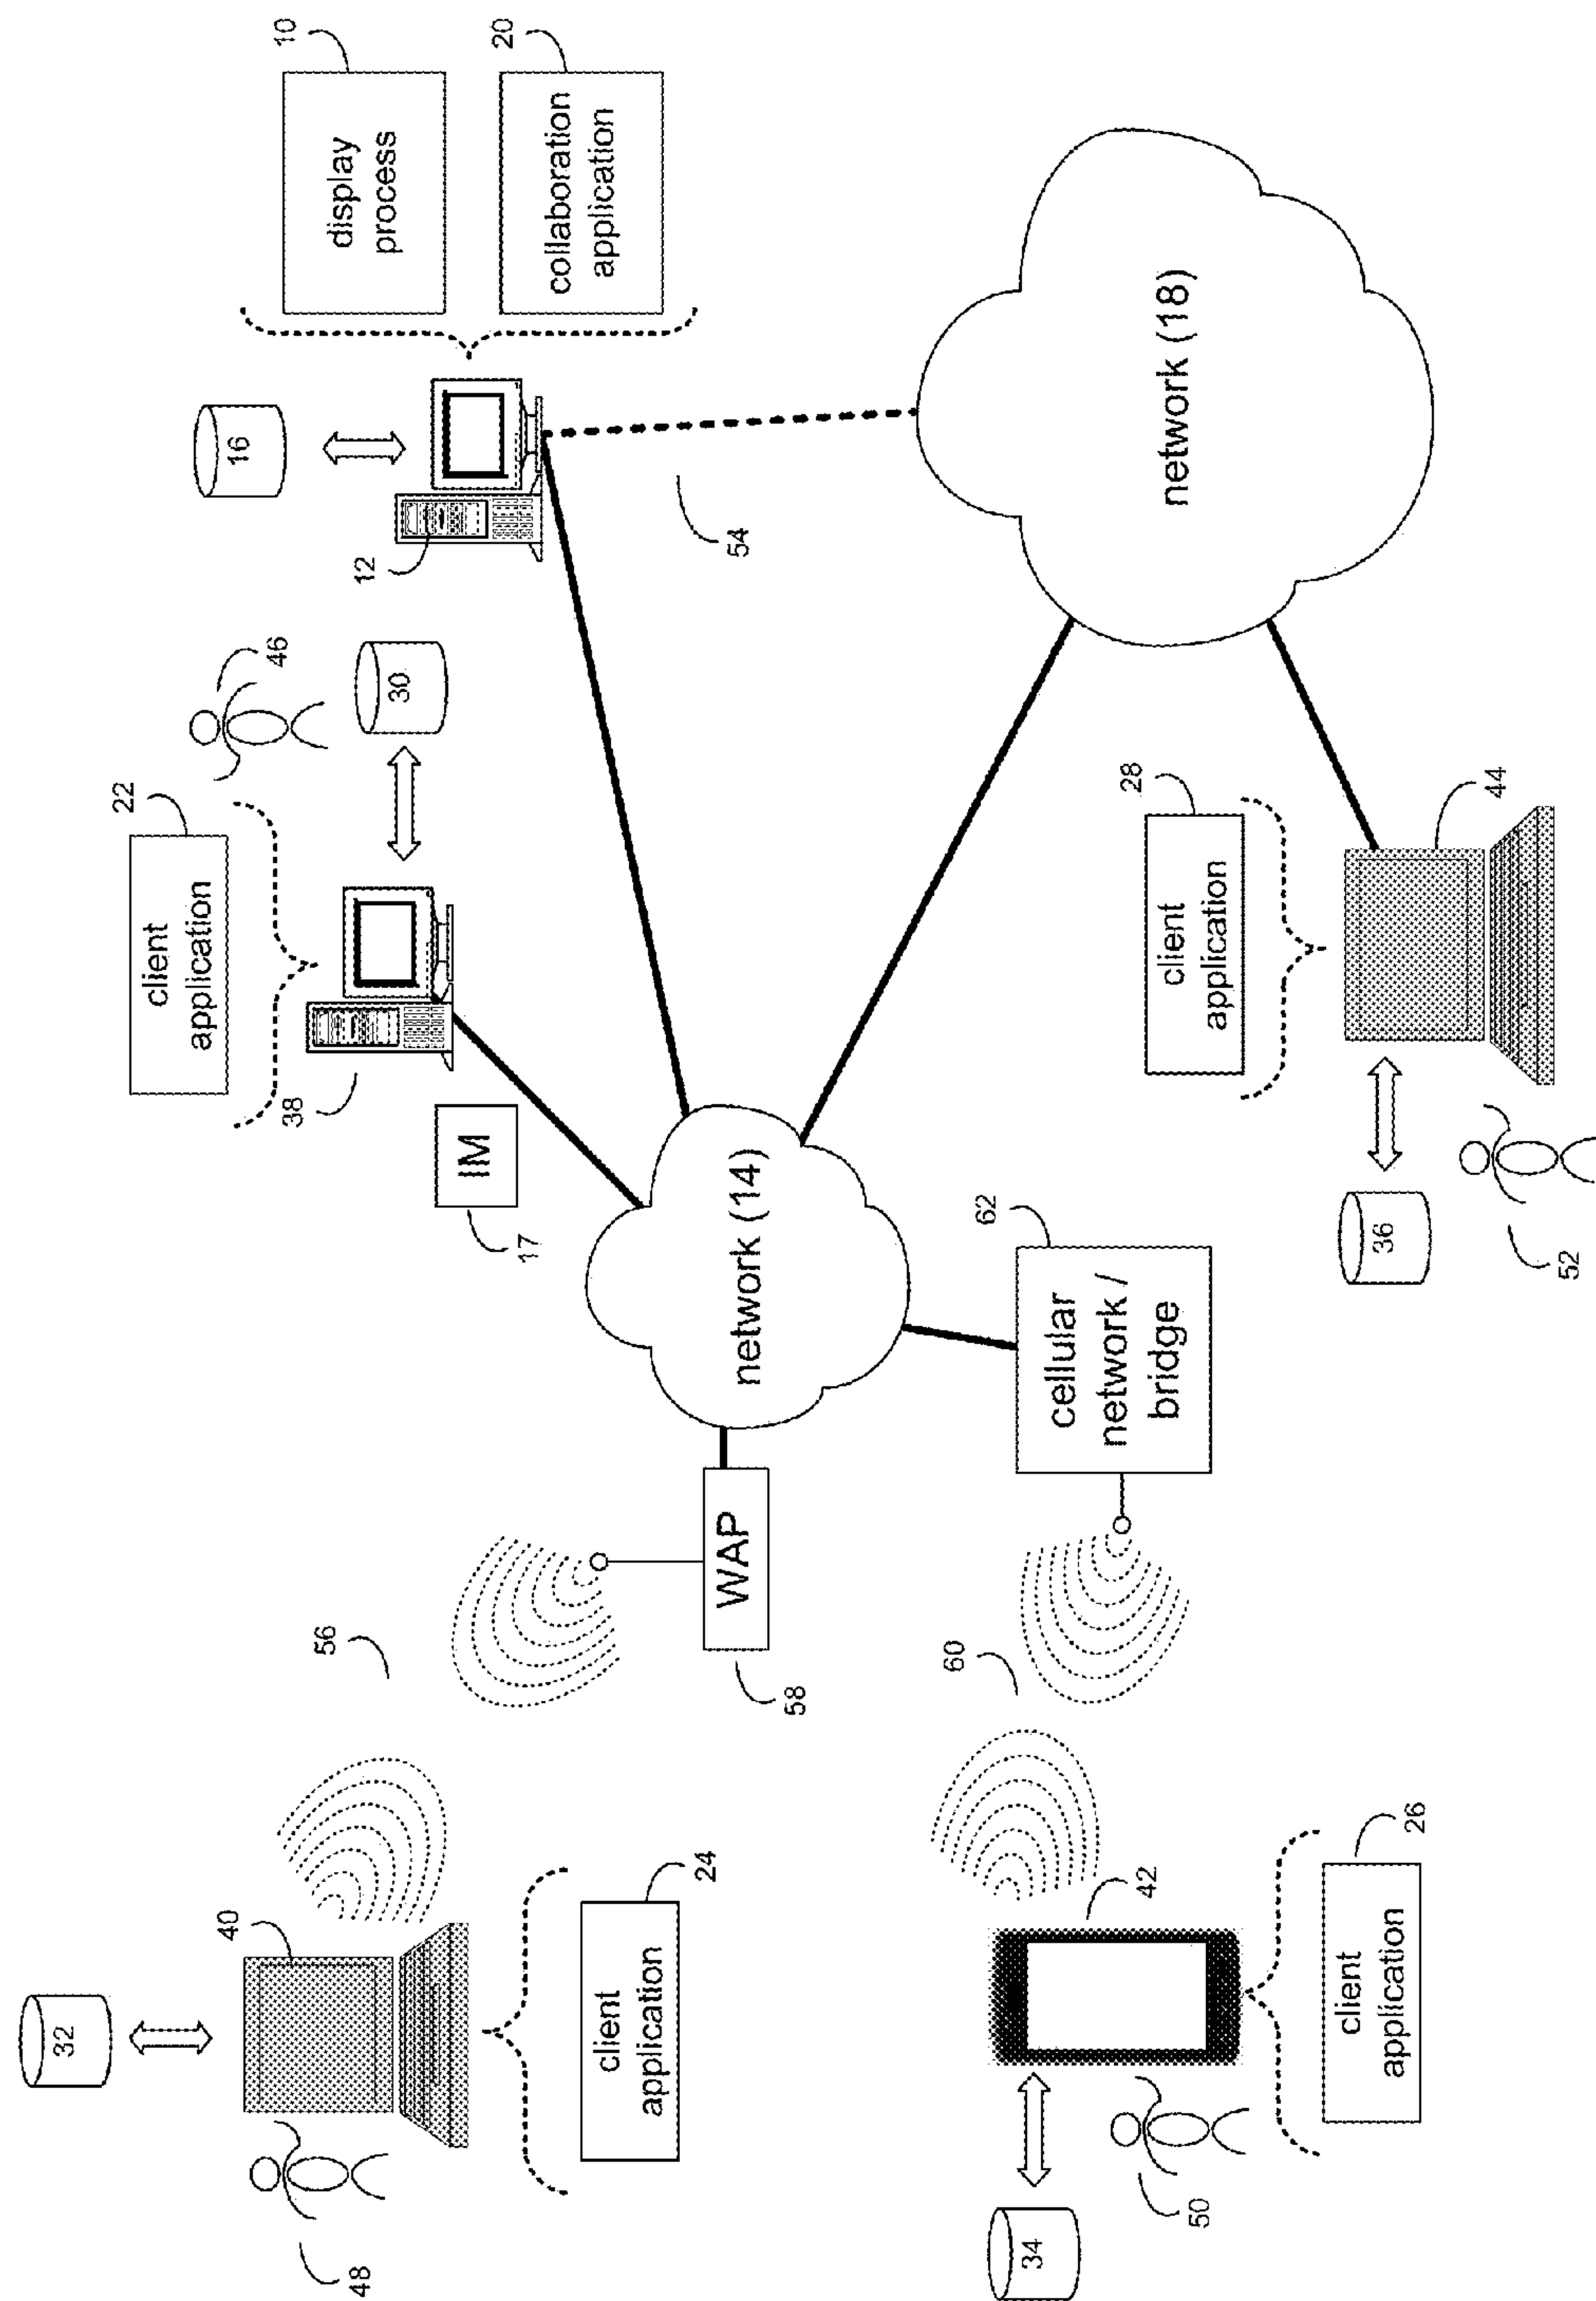 32
22
client
application
16
40
46
10
38
56
display
process
12
48
30
IM
20
17
collaboration
application
client
application
24
WAP
54
network (14)
58
60
62
34
cellular
network /
bridge
28
42
client
application
network (18)
50
client
application
36
26
44
52